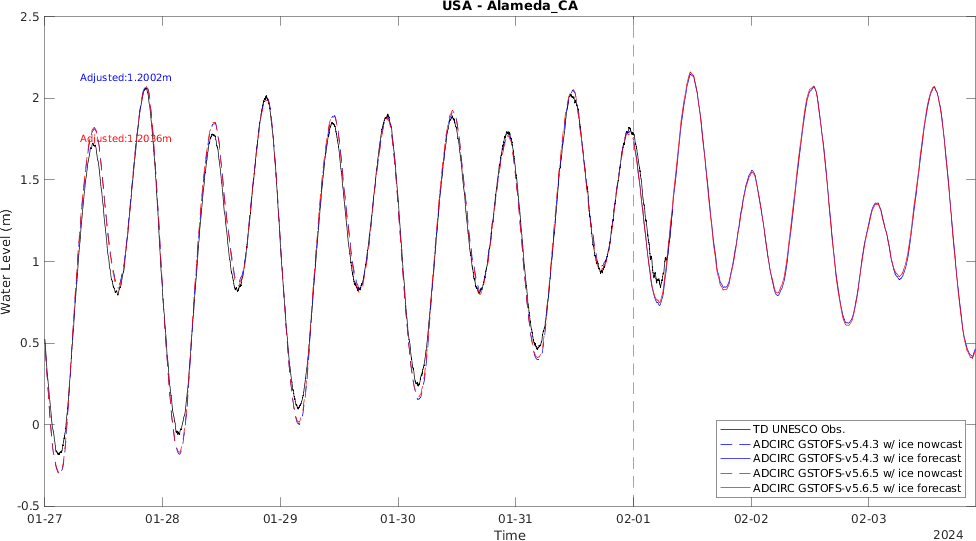 USA - Alameda_CA
2.5
2
1.5
1
0.5
0
-0.5
Water Level (m)
Adjusted:1.2002m
Adjusted:1.2036m
TD UNESCO Obs.
ADCIRC GSTOFS-v5.4.3 w/ ice nowcast
ADCIRC GSTOFS-v5.4.3 w/ ice forecast
ADCIRC GSTOFS-v5.6.5 w/ ice nowcast
ADCIRC GSTOFS-v5.6.5 w/ ice forecast
01-27 01-28 01-29 01-30 01-31 02-01 02-02 02-03
Time
2024